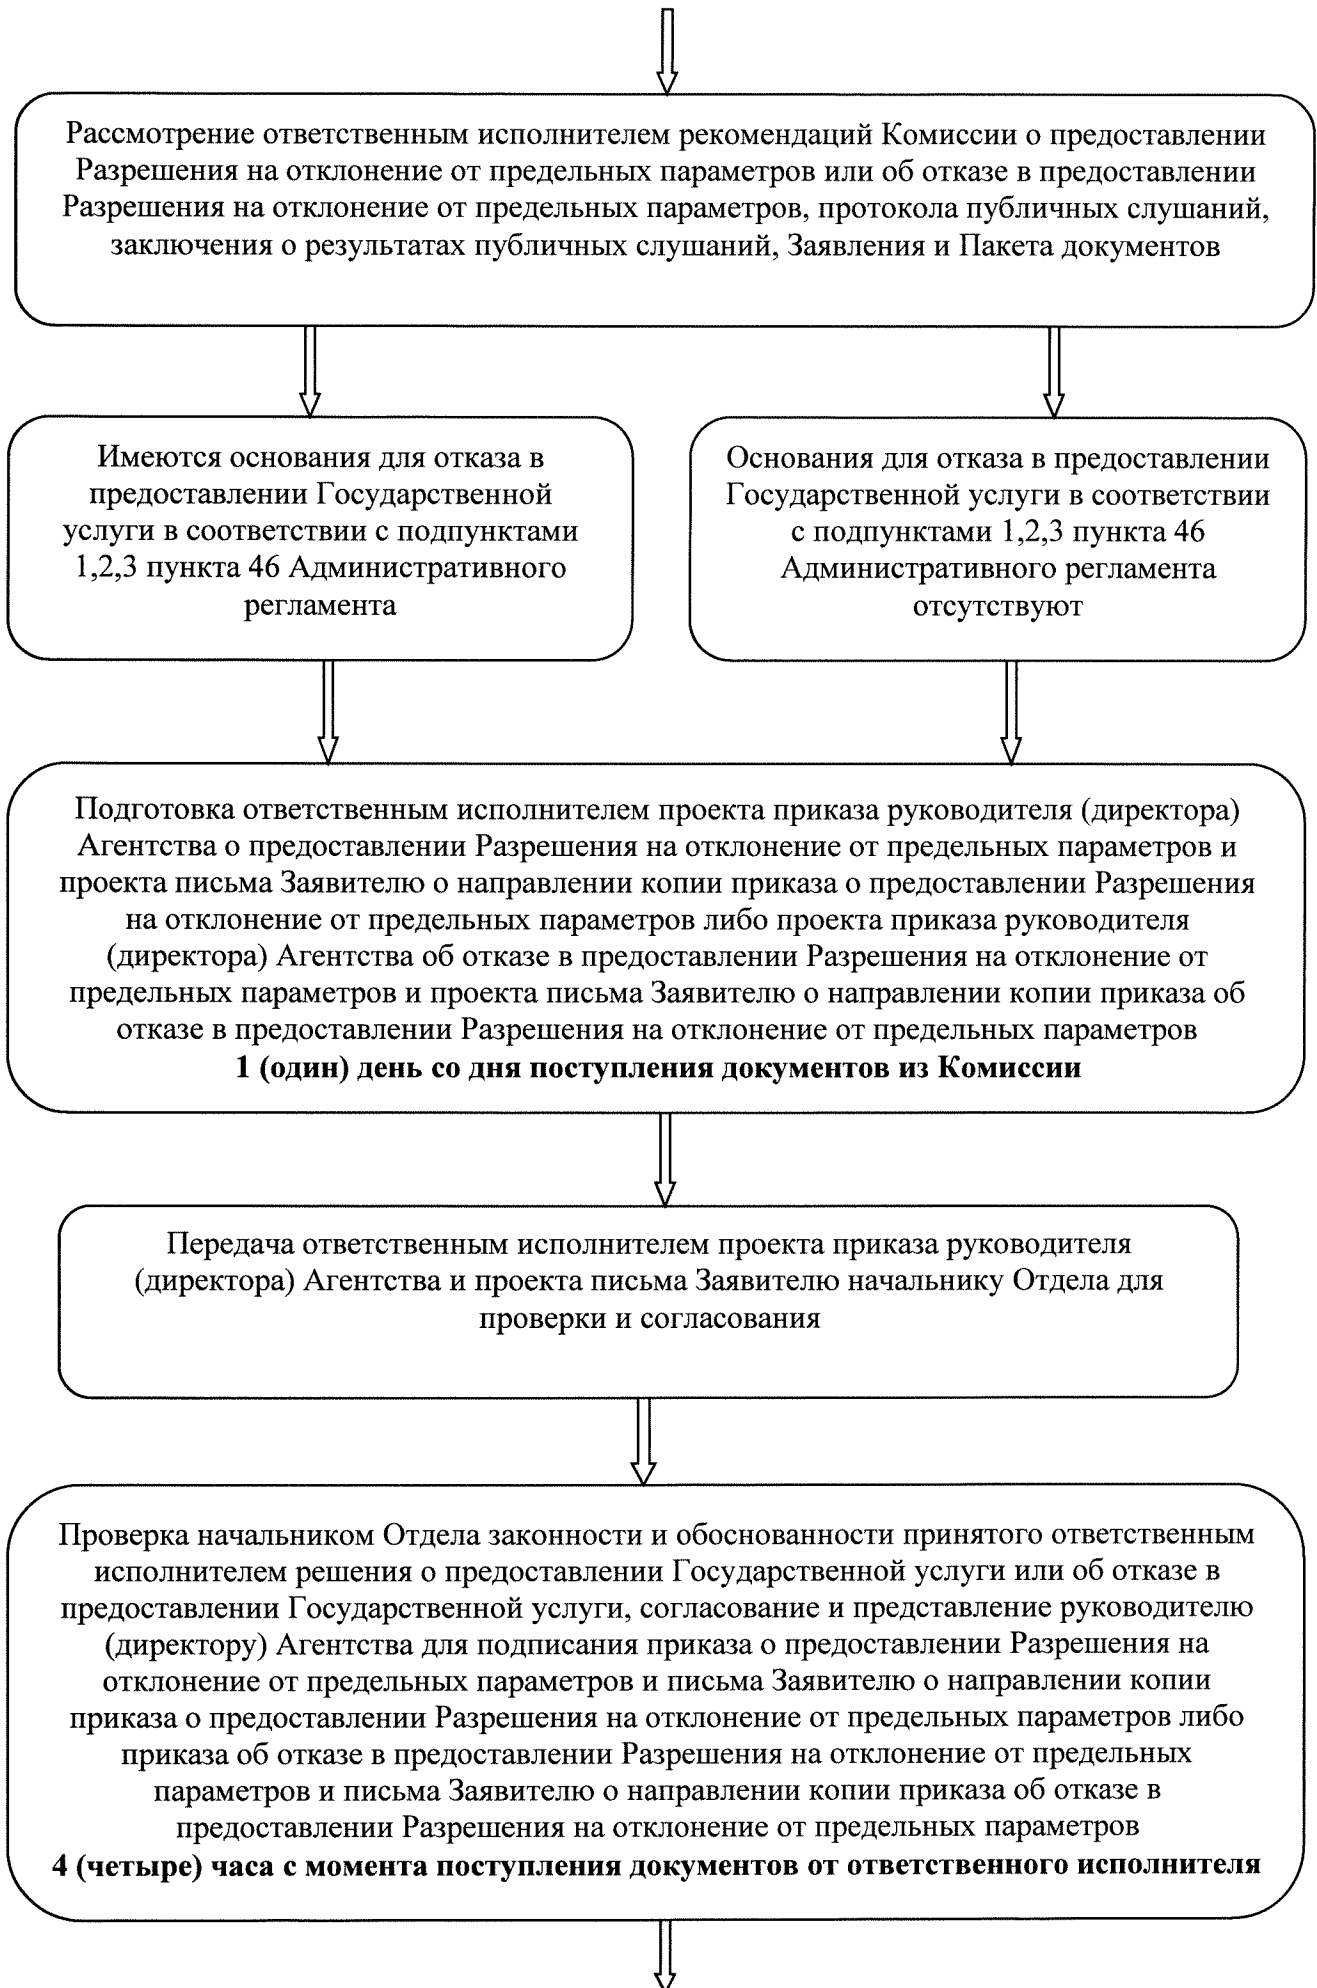 Рассмотрение ответственным исполнителем рекомендаций Комиссии о предоставлении
Разрешения на отклонение от предельных параметров или об отказе в предоставлении
Разрешения на отклонение от предельных параметров, протокола публичных слушаний,
заключения о результатах публичных слушаний, Заявления и Пакета документов
Имеются основания для отказа в
предоставлении Государственной
услуги в соответствии с подпунктами
1,2,3 пункта 46 Административного
регламента
Основания для отказа в предоставлении
Государственной услуги в соответствии
с подпунктами 1,2,3 пункта 46
Административного регламента
отсутствуют
Подготовка ответственным исполнителем проекта приказа руководителя (директора)
Агентства о предоставлении Разрешения на отклонение от предельных параметров и
проекта письма Заявителю о направлении копии приказа о предоставлении Разрешения
на отклонение от предельных параметров либо проекта приказа руководителя
(директора) Агентства об отказе в предоставлении Разрешения на отклонение от
предельных параметров и проекта письма Заявителю о направлении копии приказа об
отказе в предоставлении Разрешения на отклонение от предельных параметров
1 (один) день со дня поступления документов из Комиссии
Передача ответственным исполнителем проекта приказа руководителя
(директора) Агентства и проекта письма Заявителю начальнику Отдела для
проверки и согласования
Проверка начальником Отдела законности и обоснованности принятого ответственным
исполнителем решения о предоставлении Государственной услуги или об отказе в
предоставлении Государственной услуги, согласование и представление руководителю
(директору) Агентства для подписания приказа о предоставлении Разрешения на
отклонение от предельных параметров и письма Заявителю о направлении копии
приказа о предоставлении Разрешения на отклонение от предельных параметров либо
приказа об отказе в предоставлении Разрешения на отклонение от предельных
параметров и письма Заявителю о направлении копии приказа об отказе в
предоставлении Разрешения на отклонение от предельных параметров
4 (четыре) часа с момента поступления документов от ответственного исполнителя